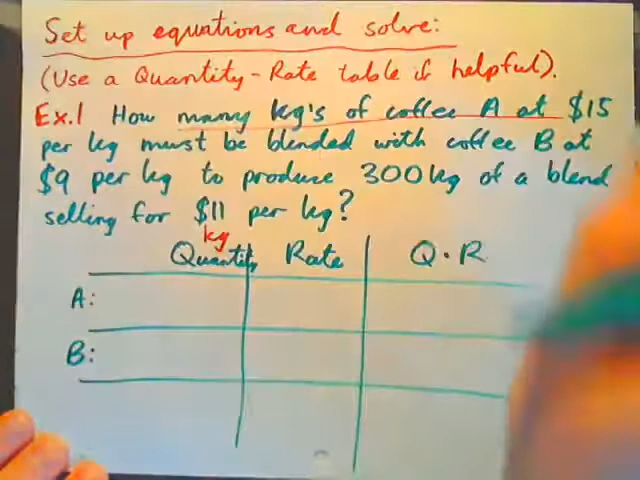 Set up equations and solve:
(Use a Quantity-Rate table if helpful).
Ex.1 How many kg's of coffee A at $15
per kg must be blended with coffee B at
$9 per kg to produce 300kg of a blend
selling for $11 per kg?
kg
Quantity Rate Q·R
A:
B: